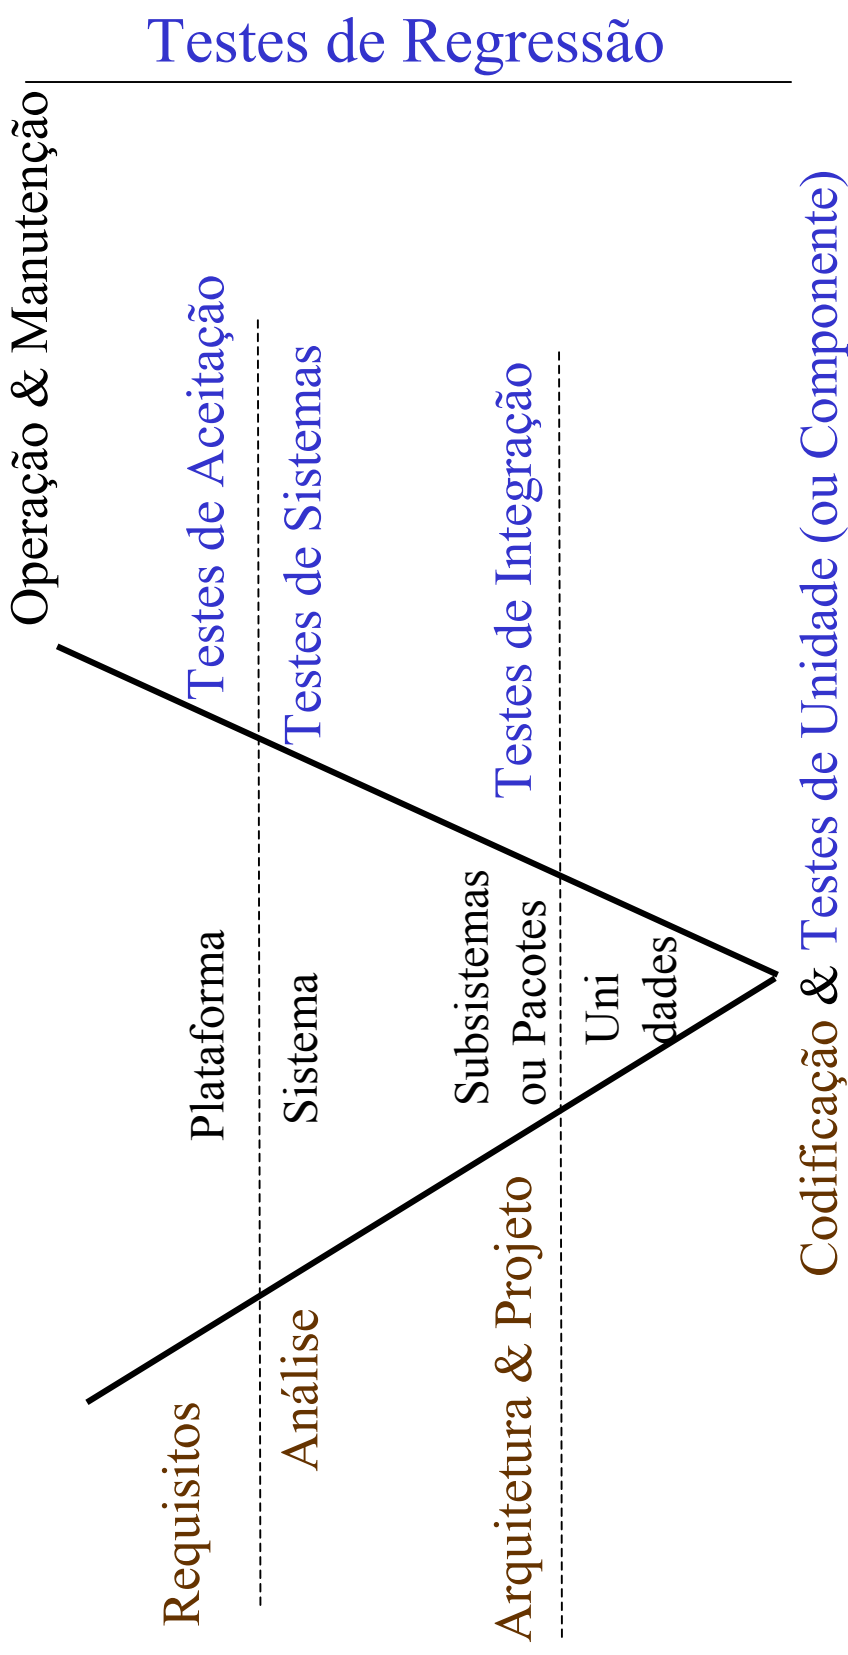 Testes de Regressão
Operação & Manutenção
Requisitos
Plataforma
Testes de Aceitação
Análise
Sistema
Testes de Sistemas
Arquitetura & Projeto
Subsistemas
ou Pacotes
Testes de Integração
Uni
dades
Codificação & Testes de Unidade (ou Componente)